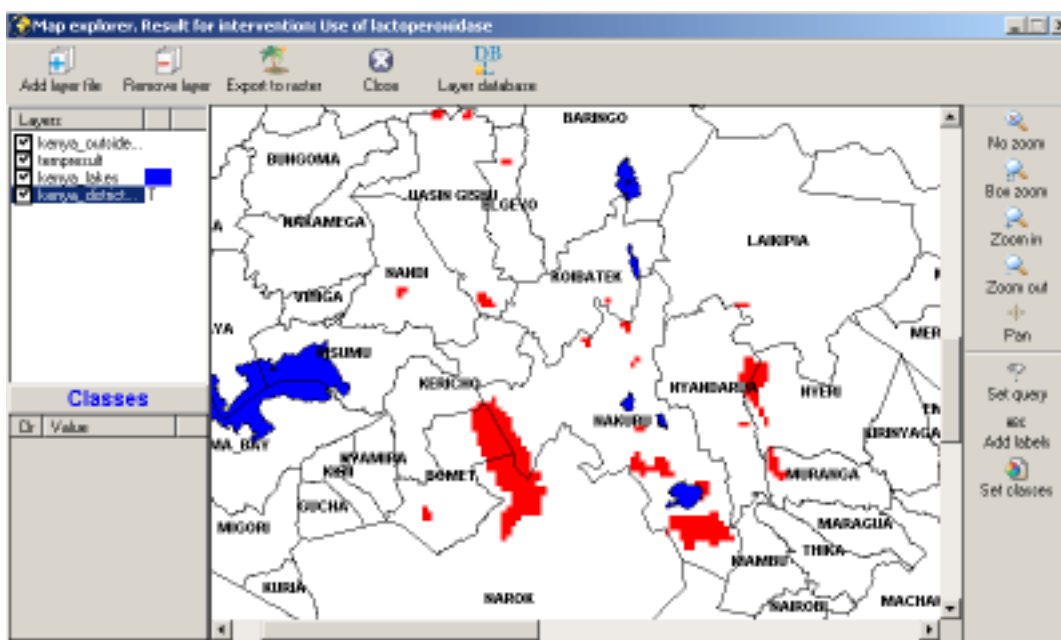 Map explorer. Result for intervention: Use of lactoperoxidase
Add layer file Remove layer Export to raster Close Layer database
DB
Layers
kenya_outside...
tempresult
kenya_lakes
kenya_district... T
Classes
Clr Value
BARINGO
BUNGOMA
UASIN GISHU
ELGEYO
KAKAMEGA
LAIKIPIA
NANDI
KOIBATEK
VIHIGA
MER
KISUMU
KERICHO
NYANDARUA
NYERI
NAKURU
KIRINYAGA
MA_BAY
NYAMIRA
KISII
BOMET
MURANGA
GUCHA
MIGORI
MARAGUA
THIKA
KIAMBU
KURIA
NAROK
NAIROBI
MACHA
No zoom
Box zoom
Zoom in
Zoom out
Pan
Set query
ABC
Add labels
Set classes